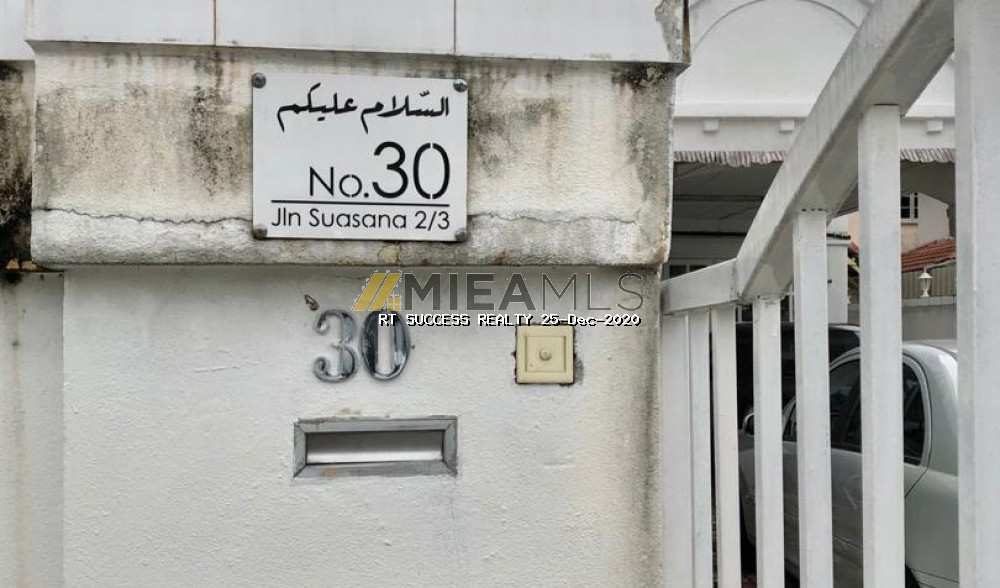 السّلام عليكم
No.30
Jln Suasana 2/3
MIEAMLS
RT SUCCESS REALTY 25-Dec-2020
30